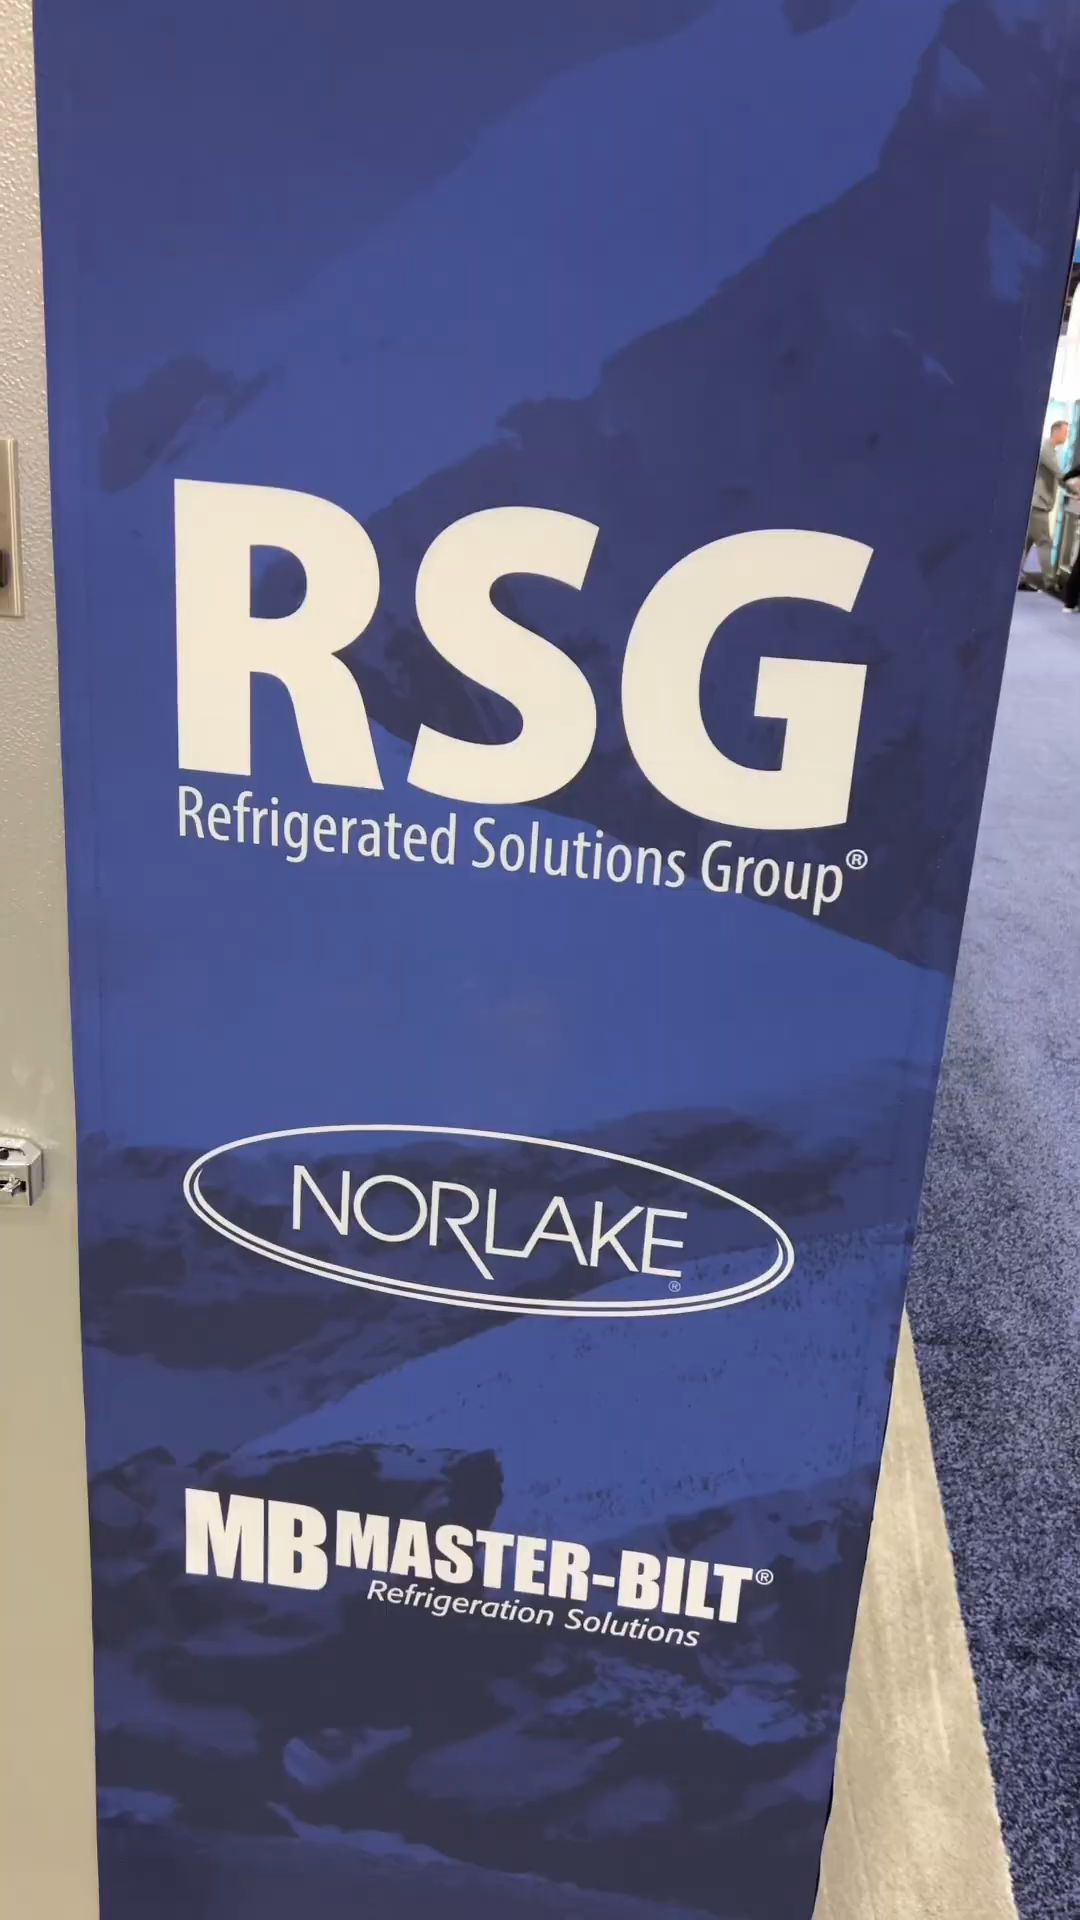 RSG
Refrigerated Solutions Group®
NORLAKE®
MB MASTER-BILT®
Refrigeration Solutions